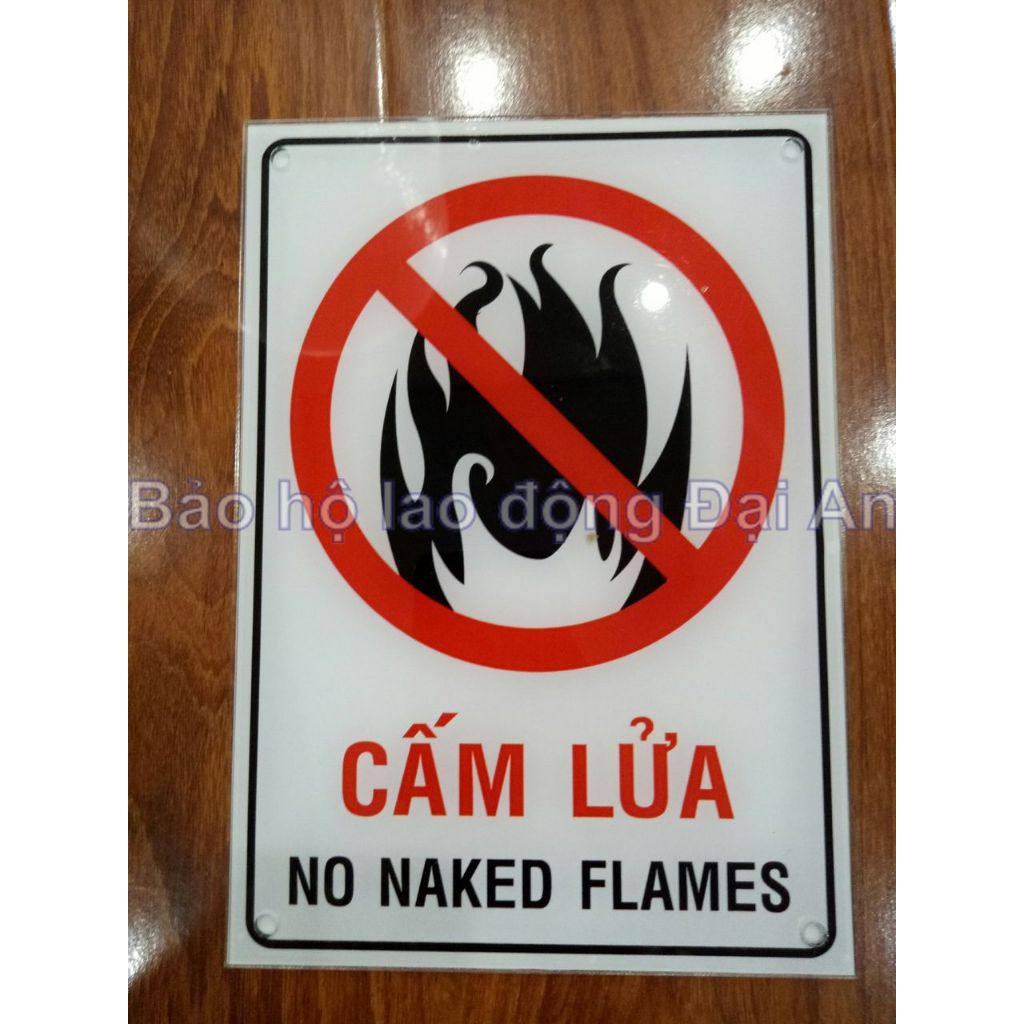 Bảo hộ lao động Đại An
CẤM LỬA
NO NAKED FLAMES